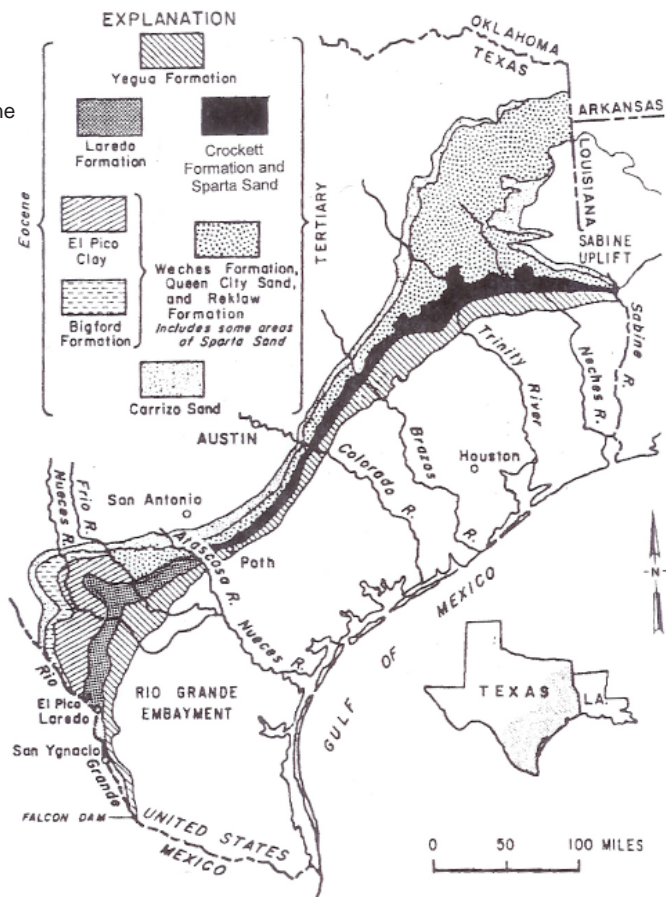 EXPLANATION
Yegua Formation
ne
Laredo
Formation
Crockett
Formation and
Sparta Sand
Eocene
TERTIARY
El Pico
Clay
Bigford
Formation
Weches Formation,
Queen City Sand,
and Reklaw
Formation
Includes some areas
of Sparta Sand
Carrizo Sand
OKLAHOMA
TEXAS
ARKANSAS
LOUISIANA
SABINE
UPLIFT
Sabine R.
Neches R.
Trinity
River
Houston
Brazos
R.
AUSTIN
Colorado R.
San Antonio
Frio R.
Nueces R.
Atascosa R.
Poth
Nueces R.
GULF OF MEXICO
-N-
RIO GRANDE
EMBAYMENT
Rio
El Pico
Laredo
San Ygnacio
Grande
FALCON DAM
UNITED STATES
MEXICO
TEXAS
LA.
0 50 100 MILES